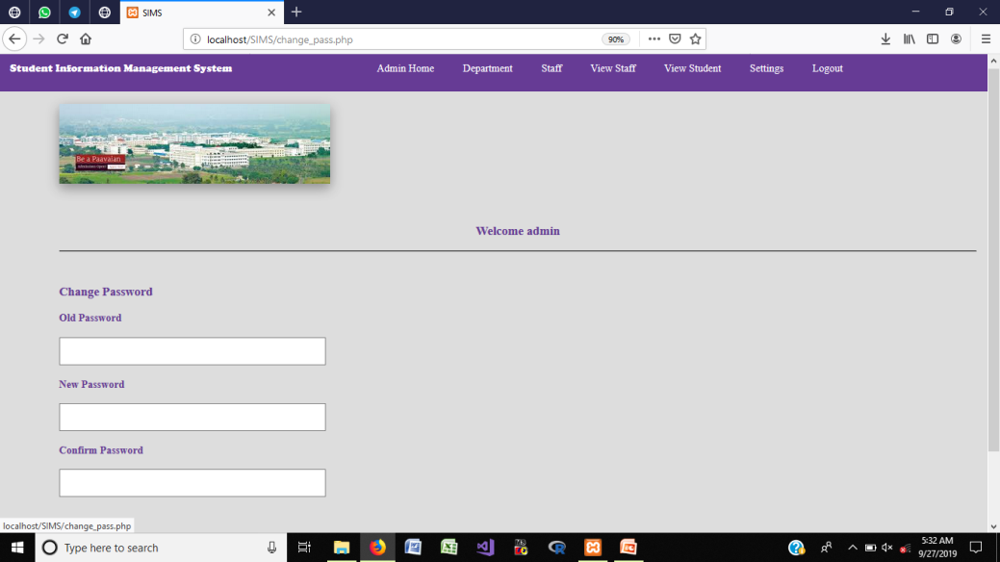 SIMS
localhost/SIMS/change_pass.php
90%
Student Information Management System
Admin Home
Department
Staff
View Staff
View Student
Settings
Logout
Be a Paavaian
Welcome admin
Change Password
Old Password
New Password
Confirm Password
localhost/SIMS/change_pass.php
Type here to search
5:32 AM
9/27/2019